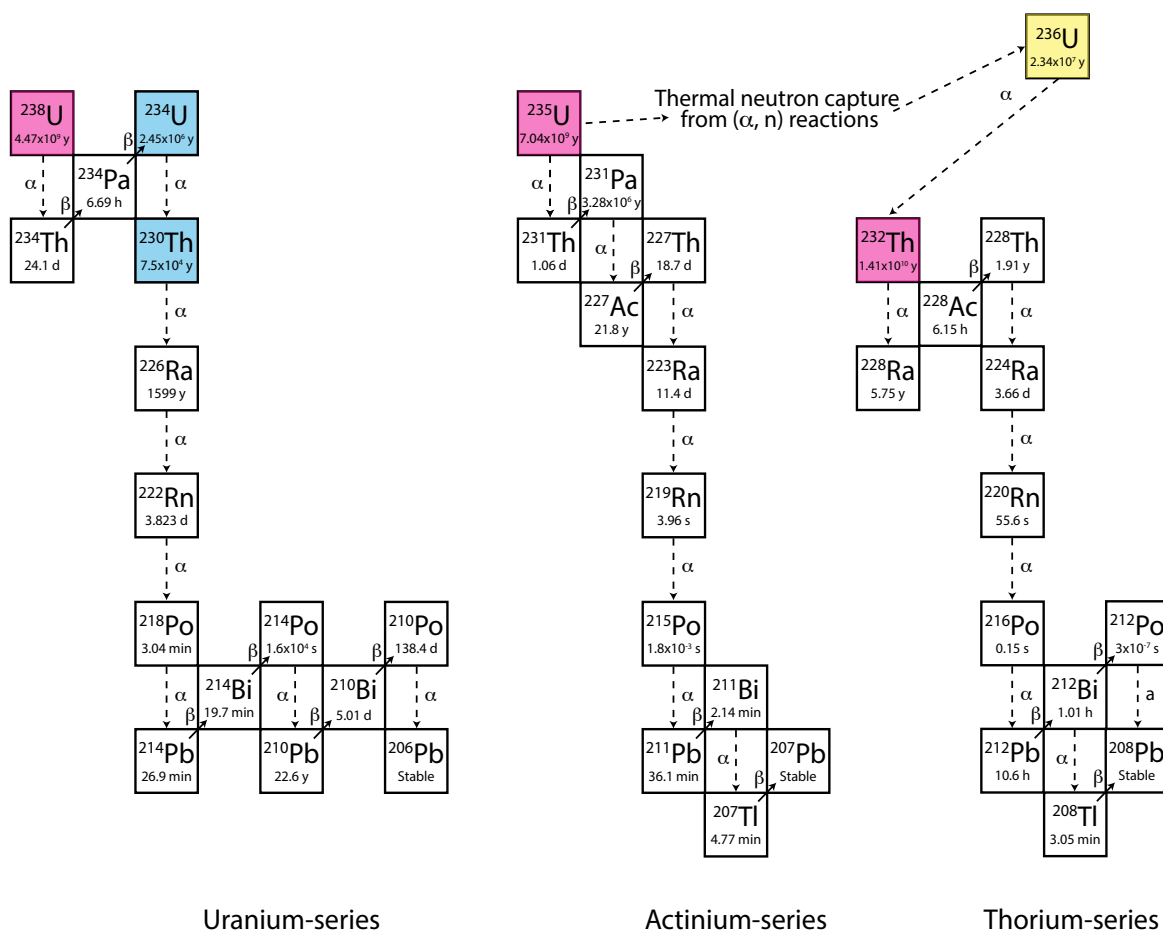 ²³⁶U
2.34x10⁷ y
α
Thermal neutron capture
from (α, n) reactions
²³⁸U
4.47x10⁹ y
α
β
²³⁴Pa
6.69 h
β
²³⁴U
2.45x10⁶ y
α
²³⁴Th
24.1 d
²³⁰Th
7.5x10⁴ y
α
²²⁶Ra
1599 y
α
²²²Rn
3.823 d
α
²¹⁸Po
3.04 min
α
β
²¹⁴Bi
19.7 min
β
²¹⁴Po
1.6x10⁴ s
α
β
²¹⁰Bi
5.01 d
β
²¹⁰Po
138.4 d
α
²¹⁴Pb
26.9 min
²¹⁰Pb
22.6 y
²⁰⁶Pb
Stable
Uranium-series
²³⁵U
7.04x10⁹ y
α
β
²³¹Pa
3.28x10⁶ y
²³¹Th
1.06 d
α
β
²²⁷Th
18.7 d
²²⁷Ac
21.8 y
α
²²³Ra
11.4 d
α
²¹⁹Rn
3.96 s
α
²¹⁵Po
1.8x10⁻³ s
α
β
²¹¹Bi
2.14 min
²¹¹Pb
36.1 min
α
β
²⁰⁷Pb
Stable
²⁰⁷Tl
4.77 min
Actinium-series
²³²Th
1.41x10¹⁰ y
α
²²⁸Ac
6.15 h
β
²²⁸Th
1.91 y
α
²²⁸Ra
5.75 y
²²⁴Ra
3.66 d
α
²²⁰Rn
55.6 s
α
²¹⁶Po
0.15 s
α
β
²¹²Bi
1.01 h
β
²¹²Po
3x10⁻⁷ s
a
²¹²Pb
10.6 h
α
β
²⁰⁸Pb
Stable
²⁰⁸Tl
3.05 min
Thorium-series